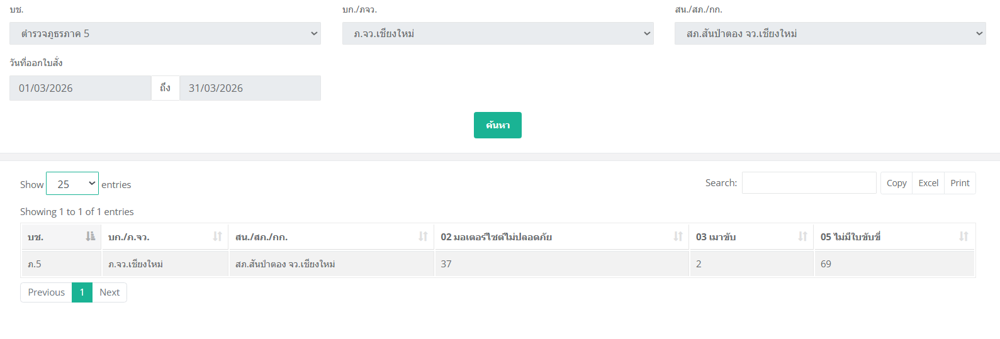 บช. บก./ภจว. สน./สภ./กก.
ตำรวจภูธรภาค 5 ภ.จว.เชียงใหม่ สภ.สันป่าตอง จว.เชียงใหม่
วันที่ออกใบสั่ง
01/03/2026 ถึง 31/03/2026
ค้นหา
Show 25 entries Search: Copy Excel Print
Showing 1 to 1 of 1 entries
บช. บก./ภ.จว. สน./สภ./กก. 02 มอเตอร์ไซต์ไม่ปลอดภัย 03 เมาขับ 05 ไม่มีใบขับขี่
ภ.5 ภ.จว.เชียงใหม่ สภ.สันป่าตอง จว.เชียงใหม่ 37 2 69
Previous 1 Next